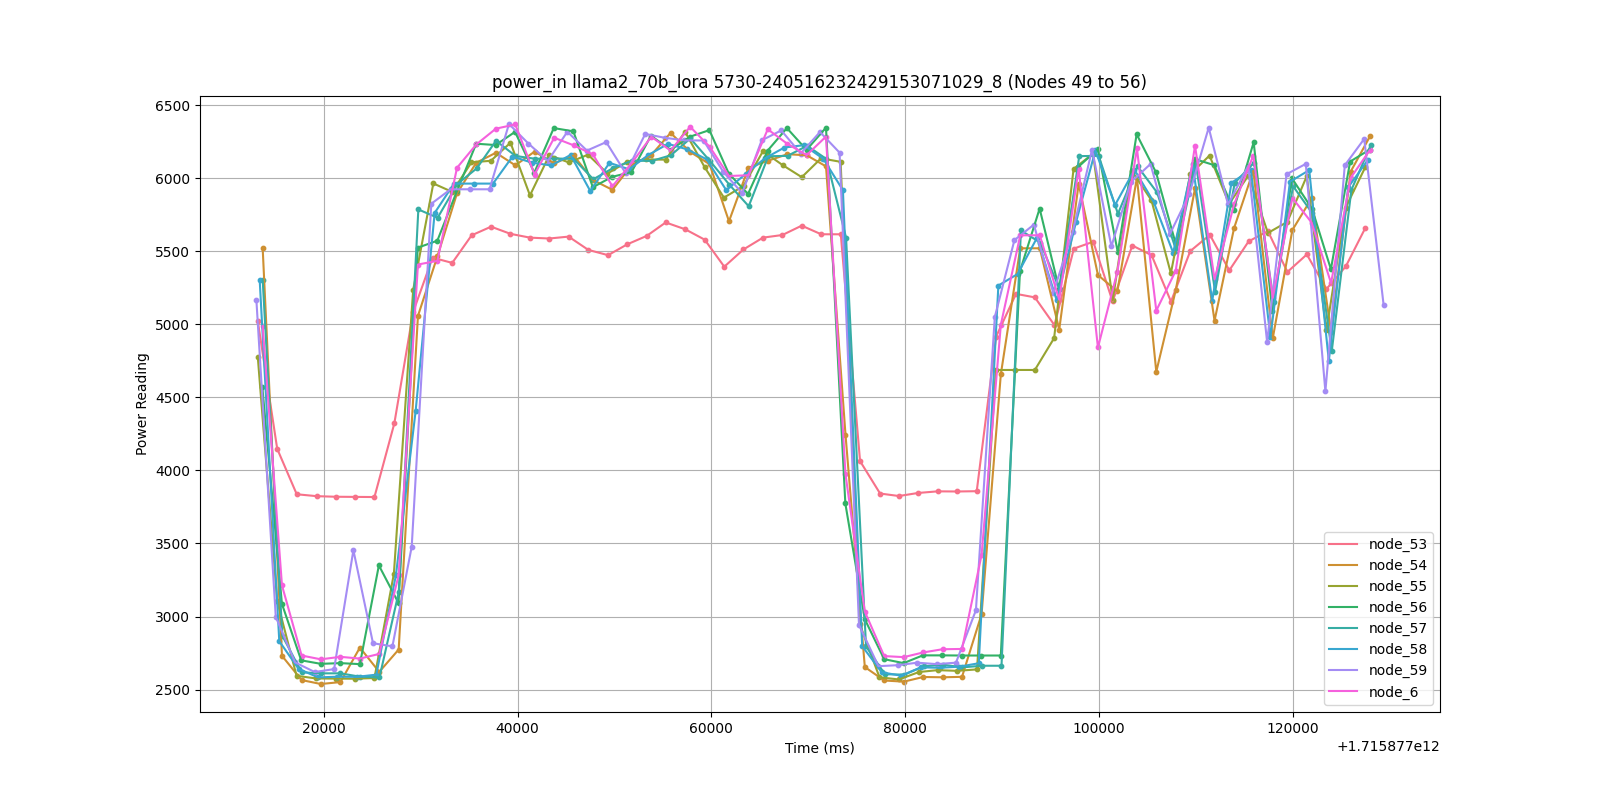 power_in llama2_70b_lora 5730-240516232429153071029_8 (Nodes 49 to 56)
Power Reading
6500
6000
5500
5000
4500
4000
3500
3000
2500
node_53
node_54
node_55
node_56
node_57
node_58
node_59
node_6
20000 40000 60000 80000 100000 120000
Time (ms)
+1.715877e12